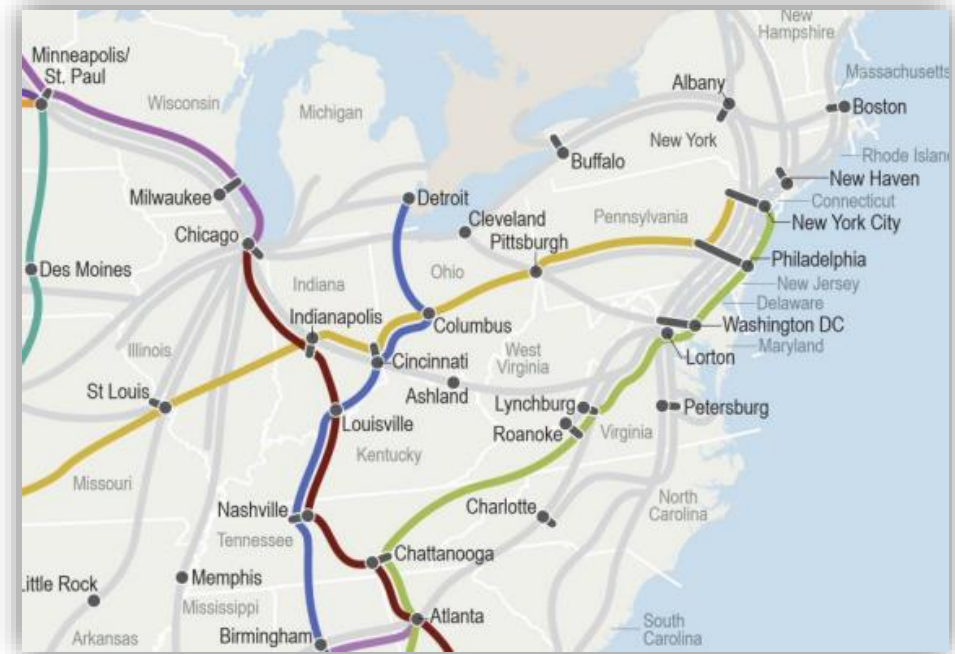 New
Hampshire
Minneapolis/
St. Paul
Massachusetts
Albany
Wisconsin
Michigan
Boston
New York
Buffalo
Rhode Island
New Haven
Milwaukee
Detroit
Connecticut
Cleveland
Pennsylvania
New York City
Chicago
Pittsburgh
Des Moines
Ohio
Philadelphia
Indiana
New Jersey
Delaware
Indianapolis
Columbus
Washington DC
Illinois
Cincinnati
West
Virginia
Lorton
Maryland
St Louis
Ashland
Lynchburg
Petersburg
Louisville
Roanoke
Virginia
Kentucky
Missouri
North
Carolina
Nashville
Charlotte
Tennessee
Chattanooga
Memphis
Little Rock
Mississippi
Atlanta
Arkansas
Birmingham
South
Carolina